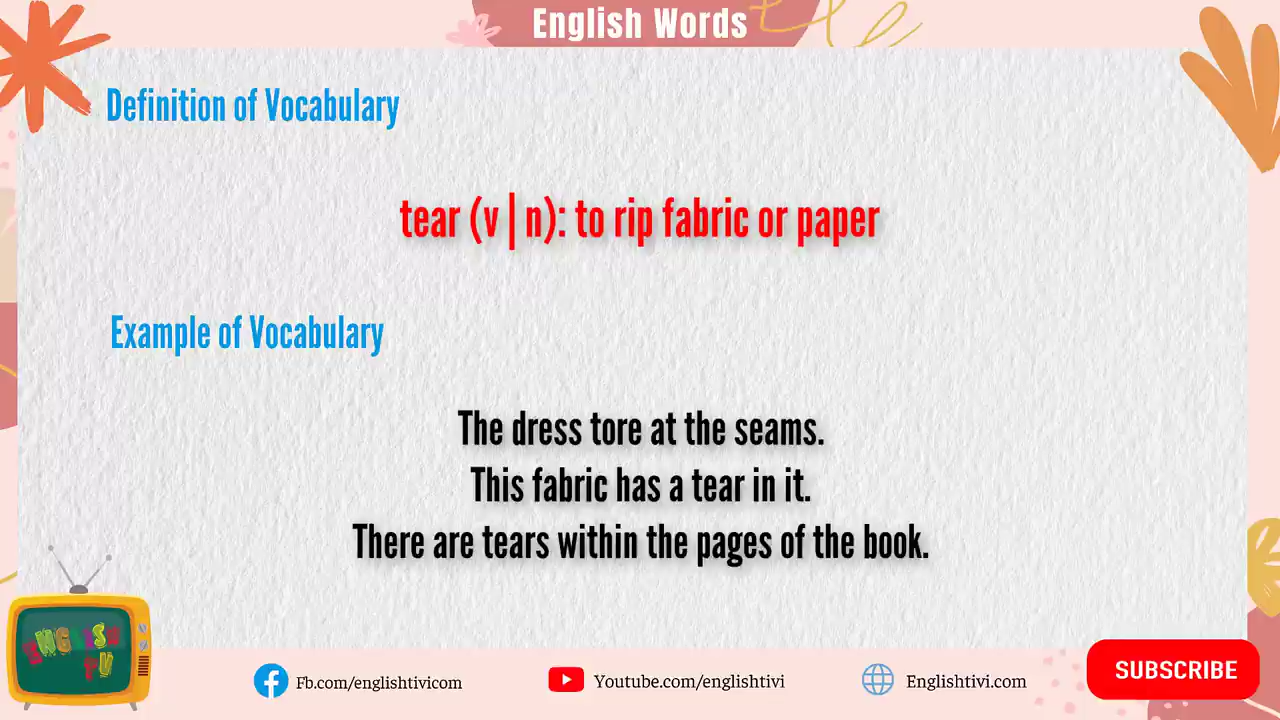 English Words
Definition of Vocabulary
tear (v | n): to rip fabric or paper
Example of Vocabulary
The dress tore at the seams.
This fabric has a tear in it.
There are tears within the pages of the book.
ENGLISH
TV
Fb.com/englishtivicom
Youtube.com/englishtivi
Englishtivi.com
SUBSCRIBE